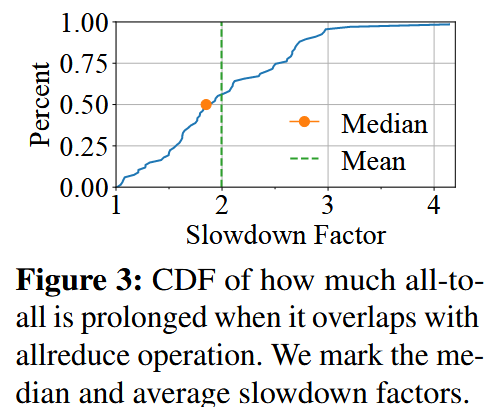 1.00
0.75
0.50
0.25
0.00
Percent
Median
Mean
1 2 3 4
Slowdown Factor
Figure 3: CDF of how much all-to-
all is prolonged when it overlaps with
allreduce operation. We mark the me-
dian and average slowdown factors.